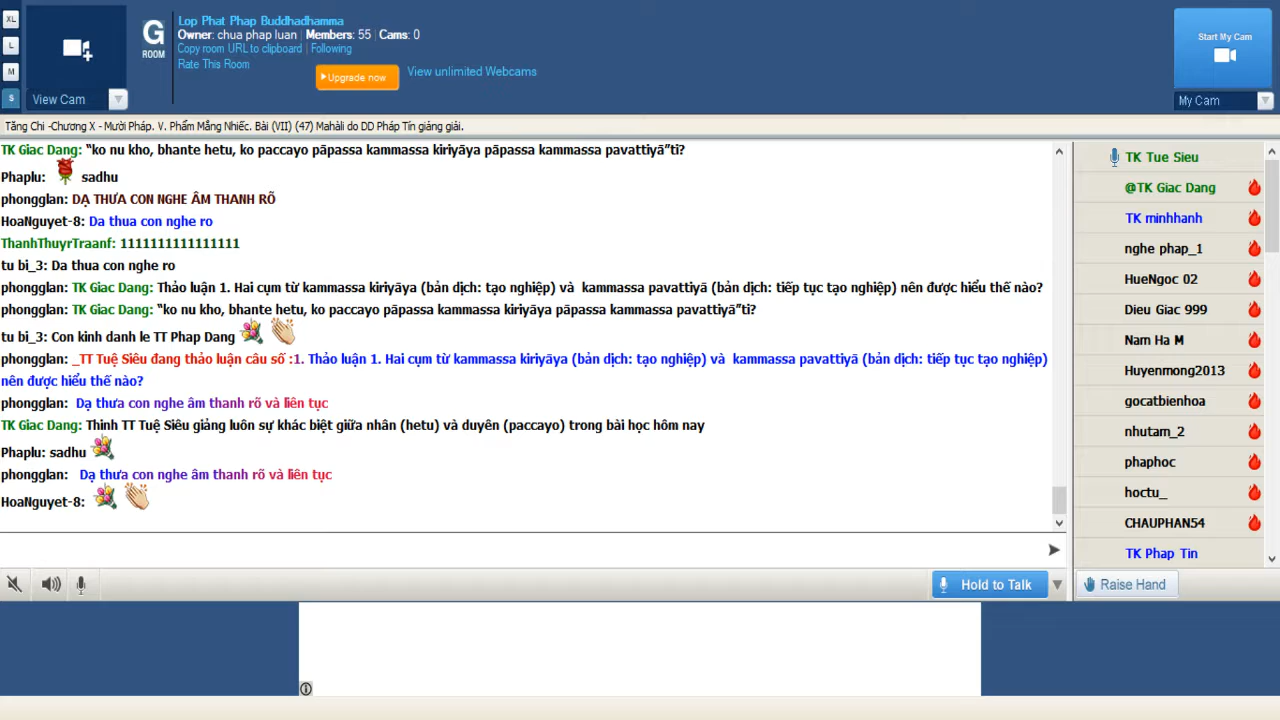 XL
L
M
S
View Cam
G
ROOM
Lop Phat Phap Buddhadhamma
Owner: chua phap luan | Members: 55 | Cams: 0
Copy room URL to clipboard | Following
Rate This Room
Upgrade now
View unlimited Webcams
Start My Cam
My Cam
Tăng Chi -Chương X - Mười Pháp. V. Phẩm Mắng Nhiếc. Bài (VII) (47) Mahàli do DD Pháp Tín giảng giải.
TK Giac Dang: “ko nu kho, bhante hetu, ko paccayo pāpassa kammassa kiriyāya pāpassa kammassa pavattiyā”ti?
Phaplu: sadhu
phongglan: DẠ THƯA CON NGHE ÂM THANH RÕ
HoaNguyet-8: Da thua con nghe ro
ThanhThuyrTraanf: 1111111111111111
tu bi_3: Da thua con nghe ro
phongglan: TK Giac Dang: Thảo luận 1. Hai cụm từ kammassa kiriyāya (bản dịch: tạo nghiệp) và kammassa pavattiyā (bản dịch: tiếp tục tạo nghiệp) nên được hiểu thế nào?
phongglan: TK Giac Dang: “ko nu kho, bhante hetu, ko paccayo pāpassa kammassa kiriyāya pāpassa kammassa pavattiyā”ti?
tu bi_3: Con kinh danh le TT Phap Dang
phongglan: _TT Tuệ Siêu đang thảo luận câu số :1. Thảo luận 1. Hai cụm từ kammassa kiriyāya (bản dịch: tạo nghiệp) và kammassa pavattiyā (bản dịch: tiếp tục tạo nghiệp)
nên được hiểu thế nào?
phongglan: Dạ thưa con nghe âm thanh rõ và liên tục
TK Giac Dang: Thỉnh TT Tuệ Siêu giảng luôn sự khác biệt giữa nhân (hetu) và duyên (paccayo) trong bài học hôm nay
Phaplu: sadhu
phongglan: Dạ thưa con nghe âm thanh rõ và liên tục
HoaNguyet-8:
Hold to Talk
TK Tue Sieu
@TK Giac Dang
TK minhhanh
nghe phap_1
HueNgoc 02
Dieu Giac 999
Nam Ha M
Huyenmong2013
gocatbienhoa
nhutam_2
phaphoc
hoctu_
CHAUPHAN54
TK Phap Tin
Raise Hand